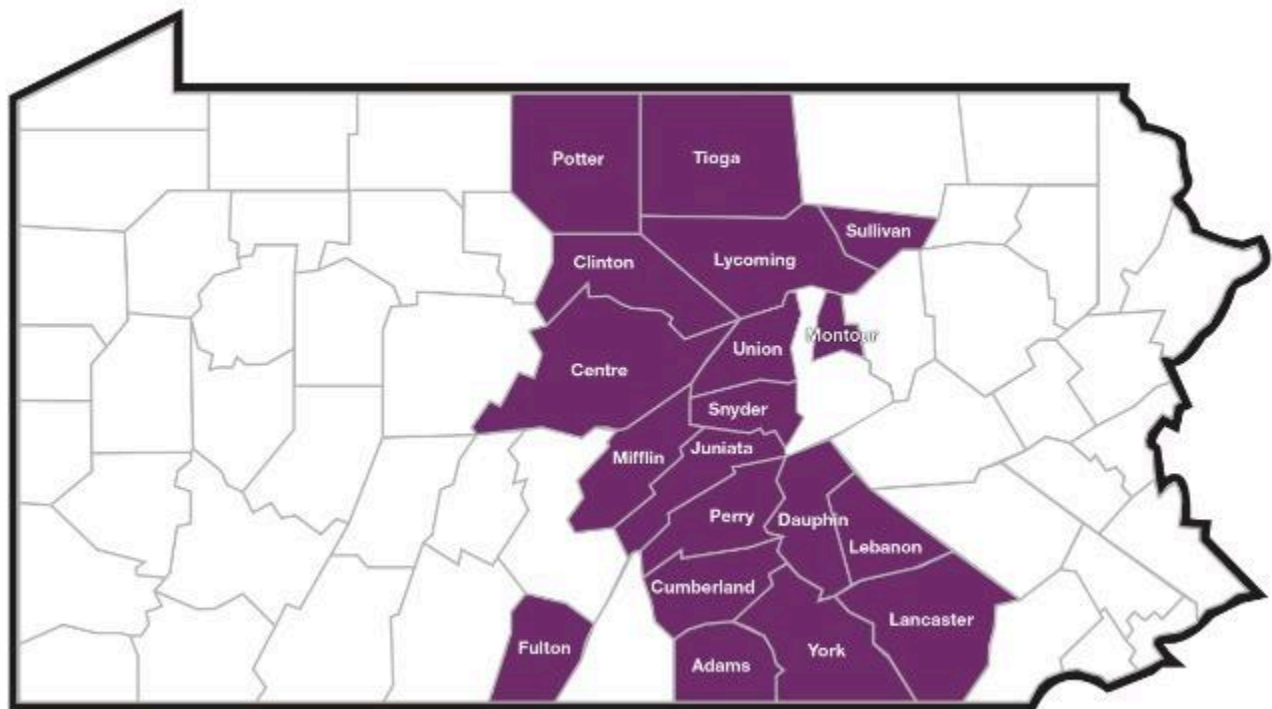 Potter
Tioga
Sullivan
Clinton
Lycoming
Montour
Union
Centre
Snyder
Juniata
Mifflin
Perry
Dauphin
Lebanon
Cumberland
Lancaster
Fulton
York
Adams